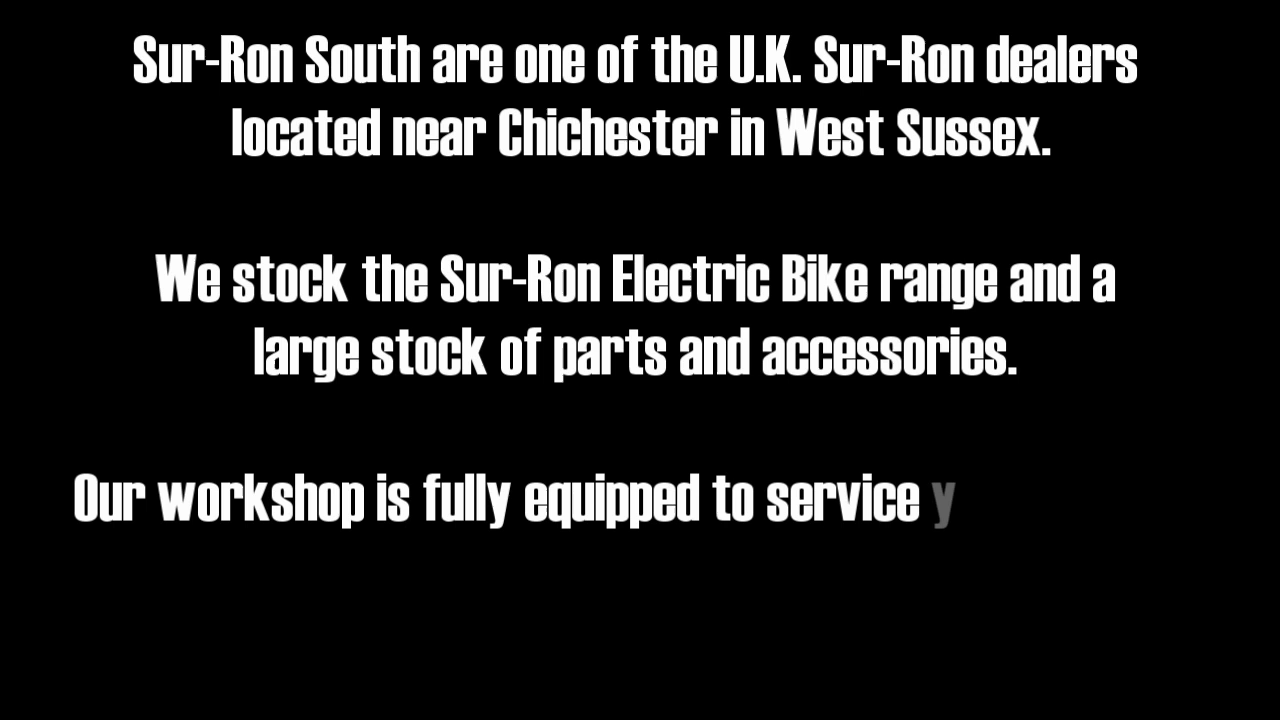 Sur-Ron South are one of the U.K. Sur-Ron dealers
located near Chichester in West Sussex.
We stock the Sur-Ron Electric Bike range and a
large stock of parts and accessories.
Our workshop is fully equipped to service y